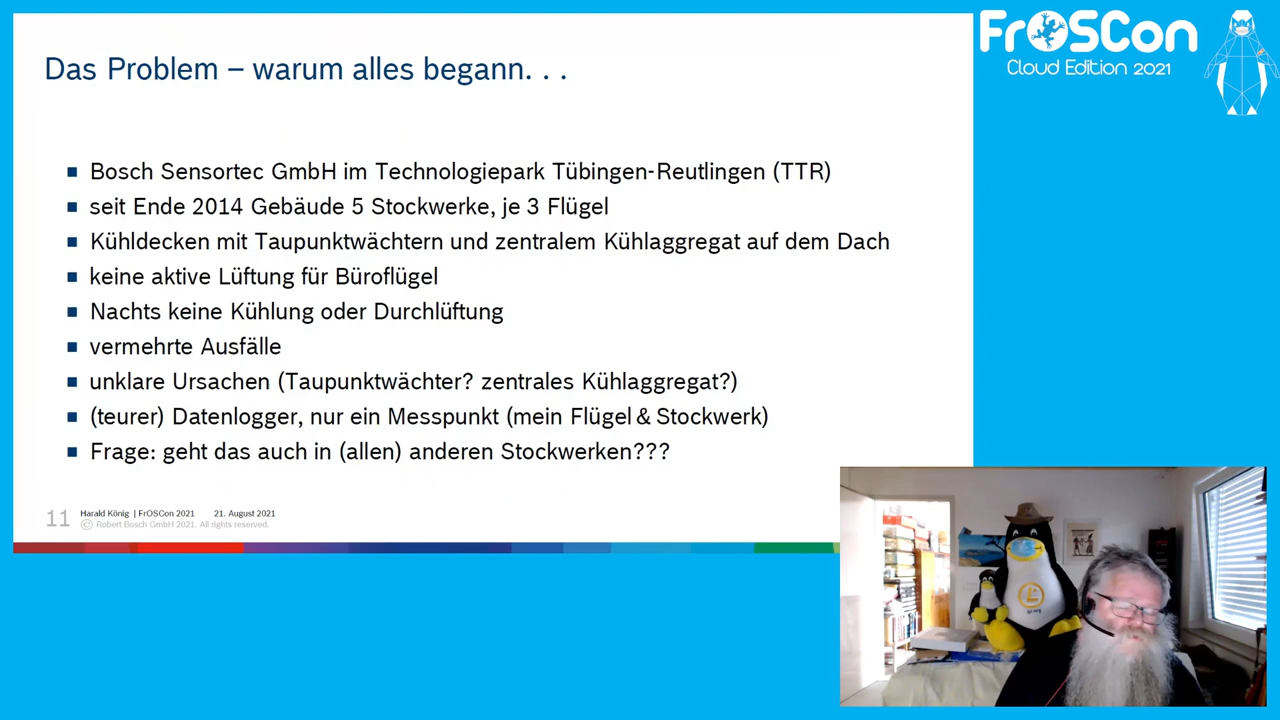 Das Problem – warum alles begann. . .
FrOSCon
Cloud Edition 2021
■ Bosch Sensortec GmbH im Technologiepark Tübingen-Reutlingen (TTR)
■ seit Ende 2014 Gebäude 5 Stockwerke, je 3 Flügel
■ Kühldecken mit Taupunktwächtern und zentralem Kühlaggregat auf dem Dach
■ keine aktive Lüftung für Büroflügel
■ Nachts keine Kühlung oder Durchlüftung
■ vermehrte Ausfälle
■ unklare Ursachen (Taupunktwächter? zentrales Kühlaggregat?)
■ (teurer) Datenlogger, nur ein Messpunkt (mein Flügel & Stockwerk)
■ Frage: geht das auch in (allen) anderen Stockwerken???
11 Harald König | FrOSCon 2021 21. August 2021
© Robert Bosch GmbH 2021. All rights reserved.